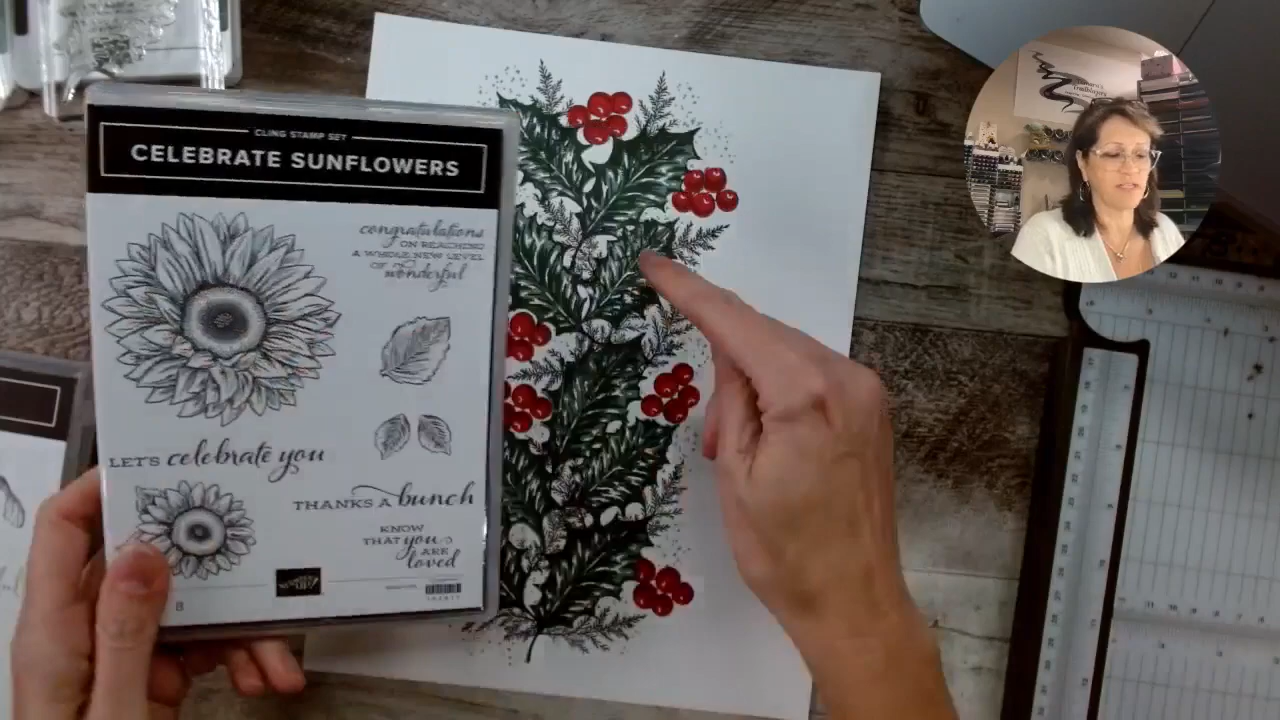 CLING STAMP SET
CELEBRATE SUNFLOWERS
congratulations
ON REACHING
A WHOLE NEW LEVEL
OF
wonderful
LET'S celebrate you
THANKS A bunch
KNOW
THAT you
ARE
loved